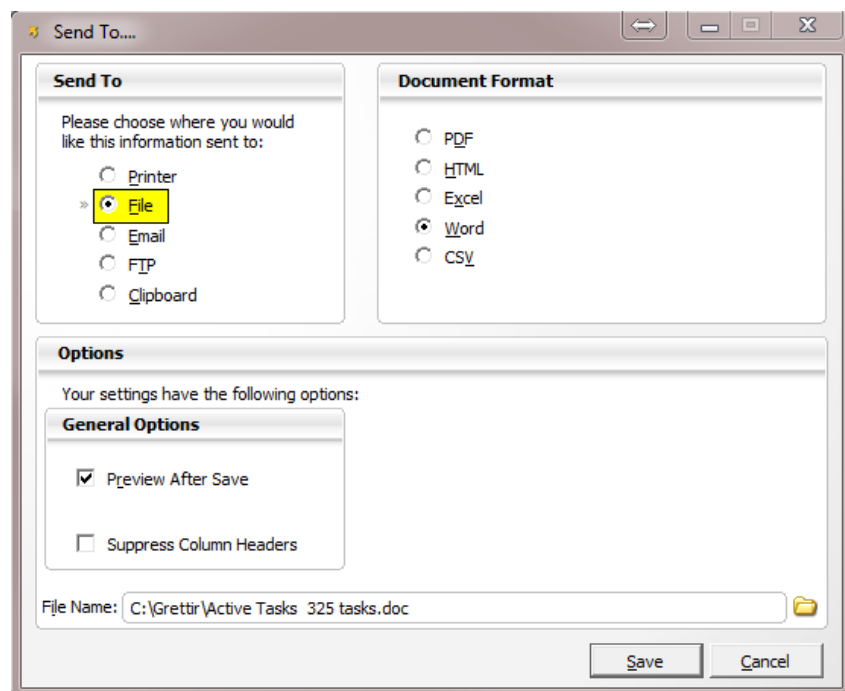 Send To....
Send To
Please choose where you would
like this information sent to:
Printer
» File
Email
FTP
Clipboard
Document Format
PDF
HTML
Excel
Word
CSV
Options
Your settings have the following options:
General Options
Preview After Save
Suppress Column Headers
File Name: C:\Grettir\Active Tasks  325 tasks.doc
Save
Cancel